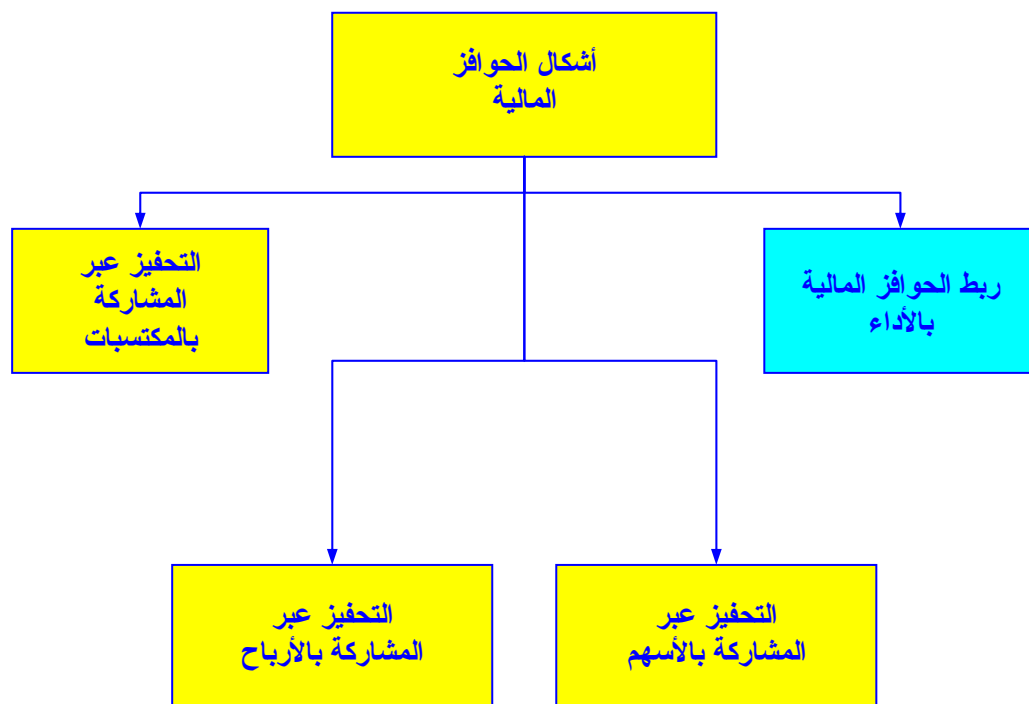 أشكال الحوافز
المالية
ربط الحوافز المالية
بالأداء
التحفيز عبر
المشاركة
بالمكتسبات
التحفيز عبر
المشاركة بالأسهم
التحفيز عبر
المشاركة بالأرباح